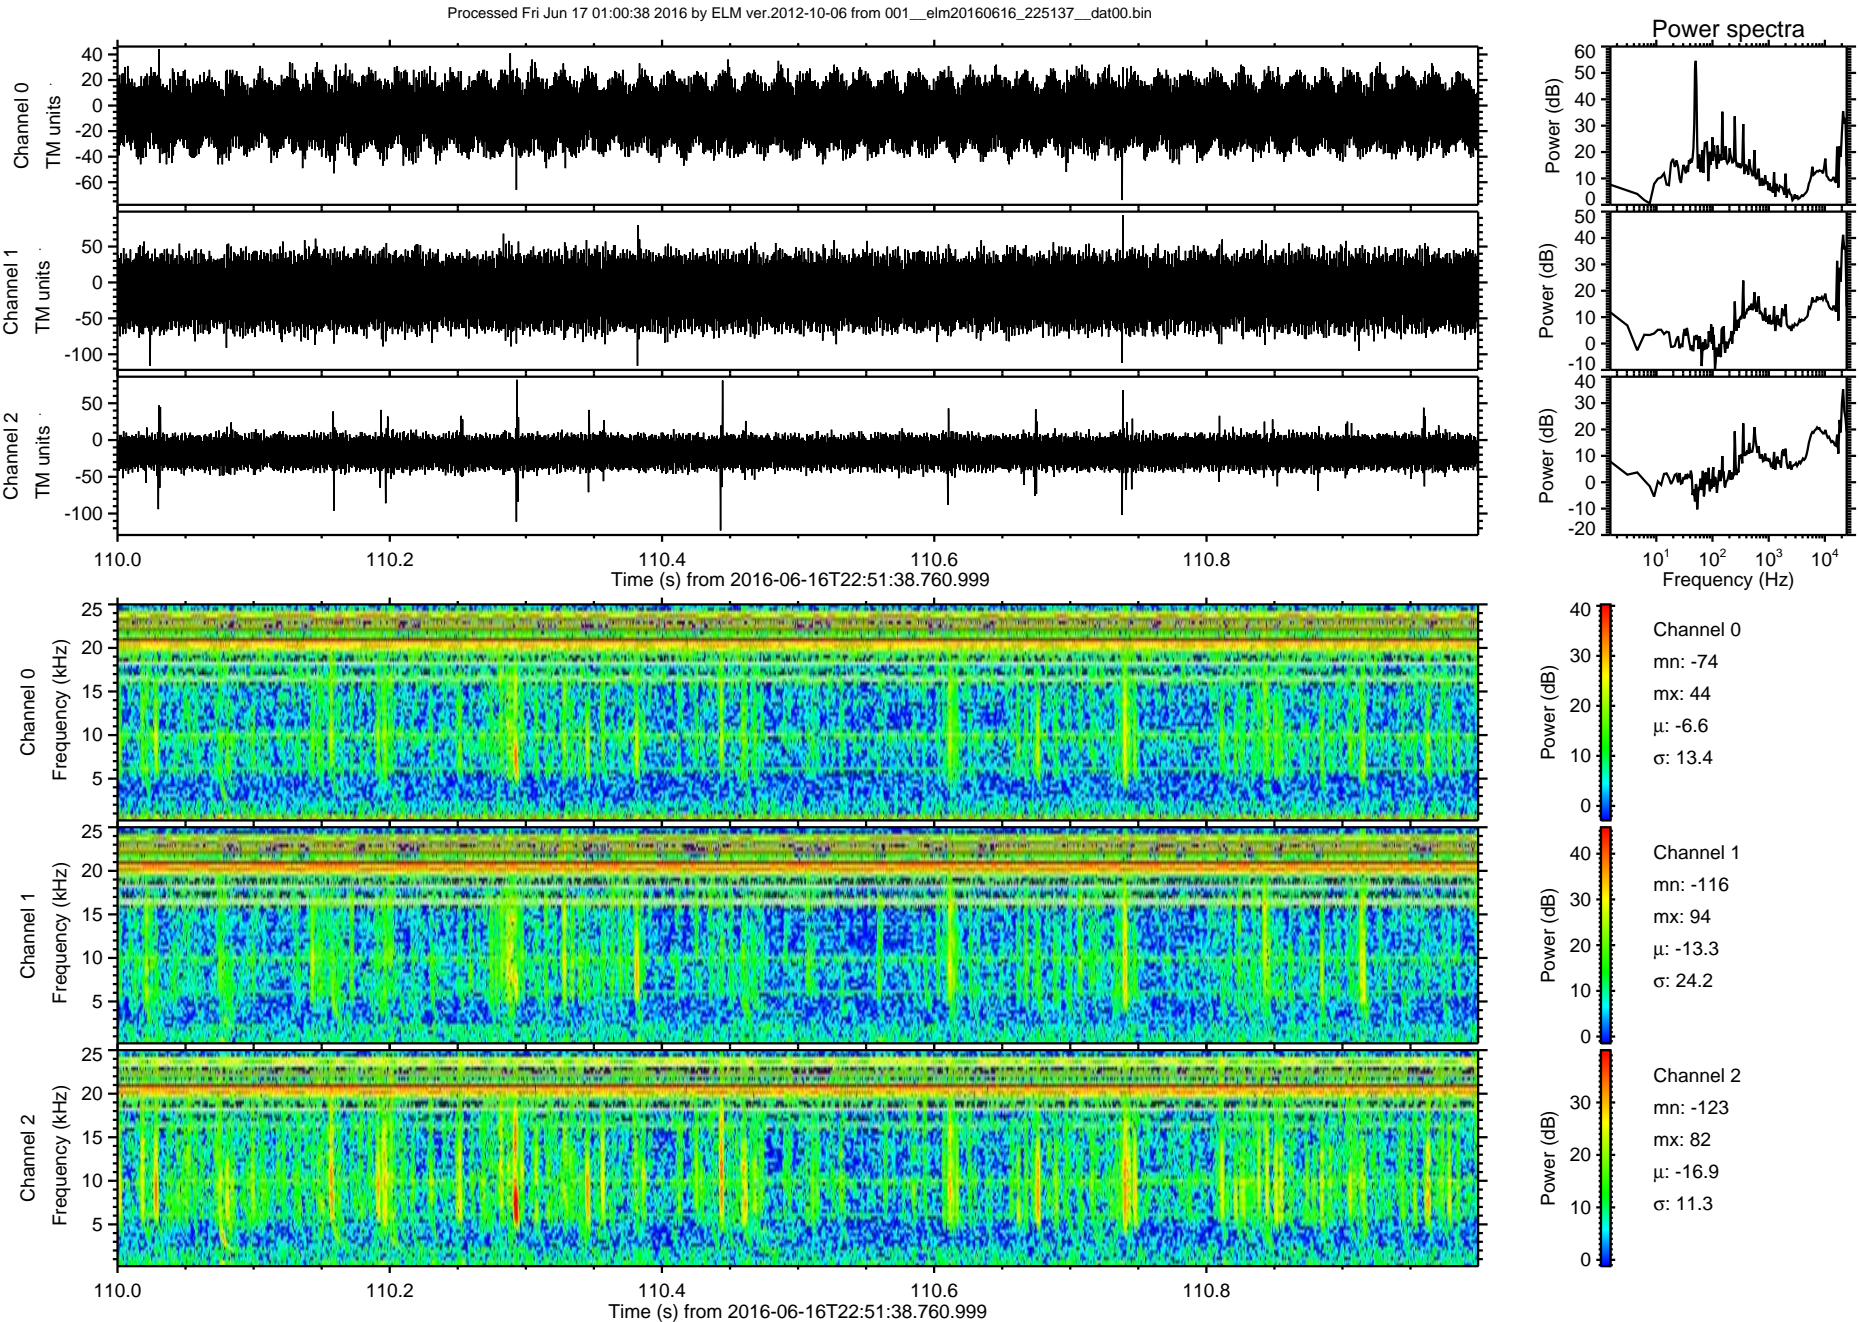 Processed Fri Jun 17 01:00:38 2016 by ELM ver.2012-10-06 from 001__elm20160616_225137__dat00.bin
Power spectra
Channel 0
TM units
40
20
0
-20
-40
-60
Power (dB)
60
50
40
30
20
10
0
Channel 1
TM units
50
0
-50
-100
Power (dB)
50
40
30
20
10
0
-10
Channel 2
TM units
50
0
-50
-100
Power (dB)
40
30
20
10
0
-10
-20
110.0 110.2 110.4 110.6 110.8
Time (s) from 2016-06-16T22:51:38.760.999
10^1 10^2 10^3 10^4
Frequency (Hz)
Channel 0
Frequency (kHz)
25
20
15
10
5
Power (dB)
40
30
20
10
0
Channel 0
mn: -74
mx: 44
μ: -6.6
σ: 13.4
Channel 1
Frequency (kHz)
25
20
15
10
5
Power (dB)
40
30
20
10
0
Channel 1
mn: -116
mx: 94
μ: -13.3
σ: 24.2
Channel 2
Frequency (kHz)
25
20
15
10
5
Power (dB)
30
20
10
0
Channel 2
mn: -123
mx: 82
μ: -16.9
σ: 11.3
110.0 110.2 110.4 110.6 110.8
Time (s) from 2016-06-16T22:51:38.760.999